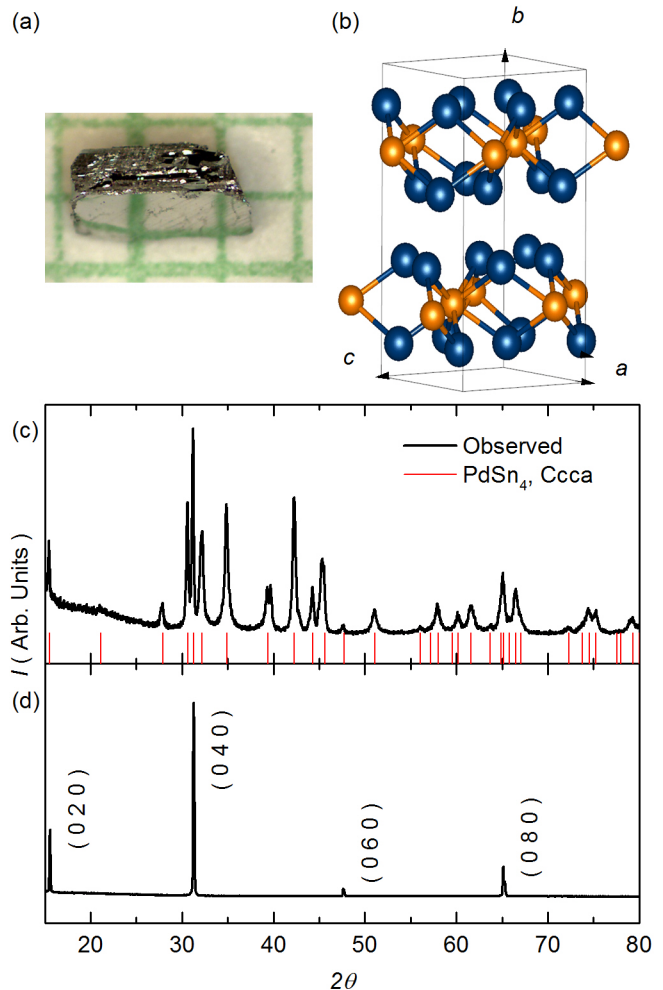 (a)
(b)
b
c
a
(c)
Observed
PdSn4, Ccca
I ( Arb. Units )
(d)
( 0 2 0 )
( 0 4 0 )
( 0 6 0 )
( 0 8 0 )
20 30 40 50 60 70 80
2θ